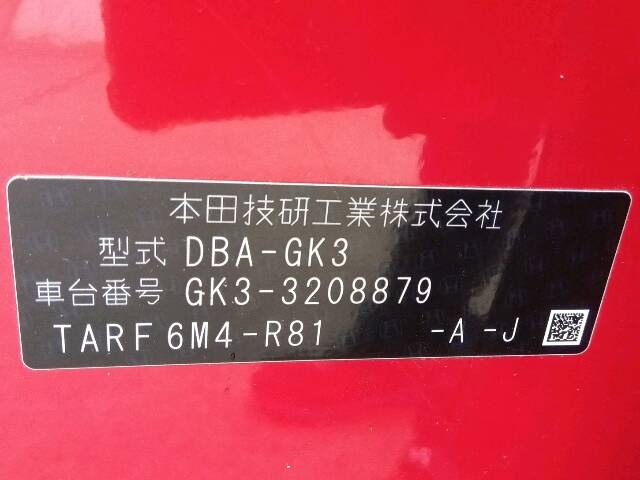 本田技研工業株式会社
型式 DBA-GK3
車台番号 GK3-3208879
TARF6M4-R81 -A -J